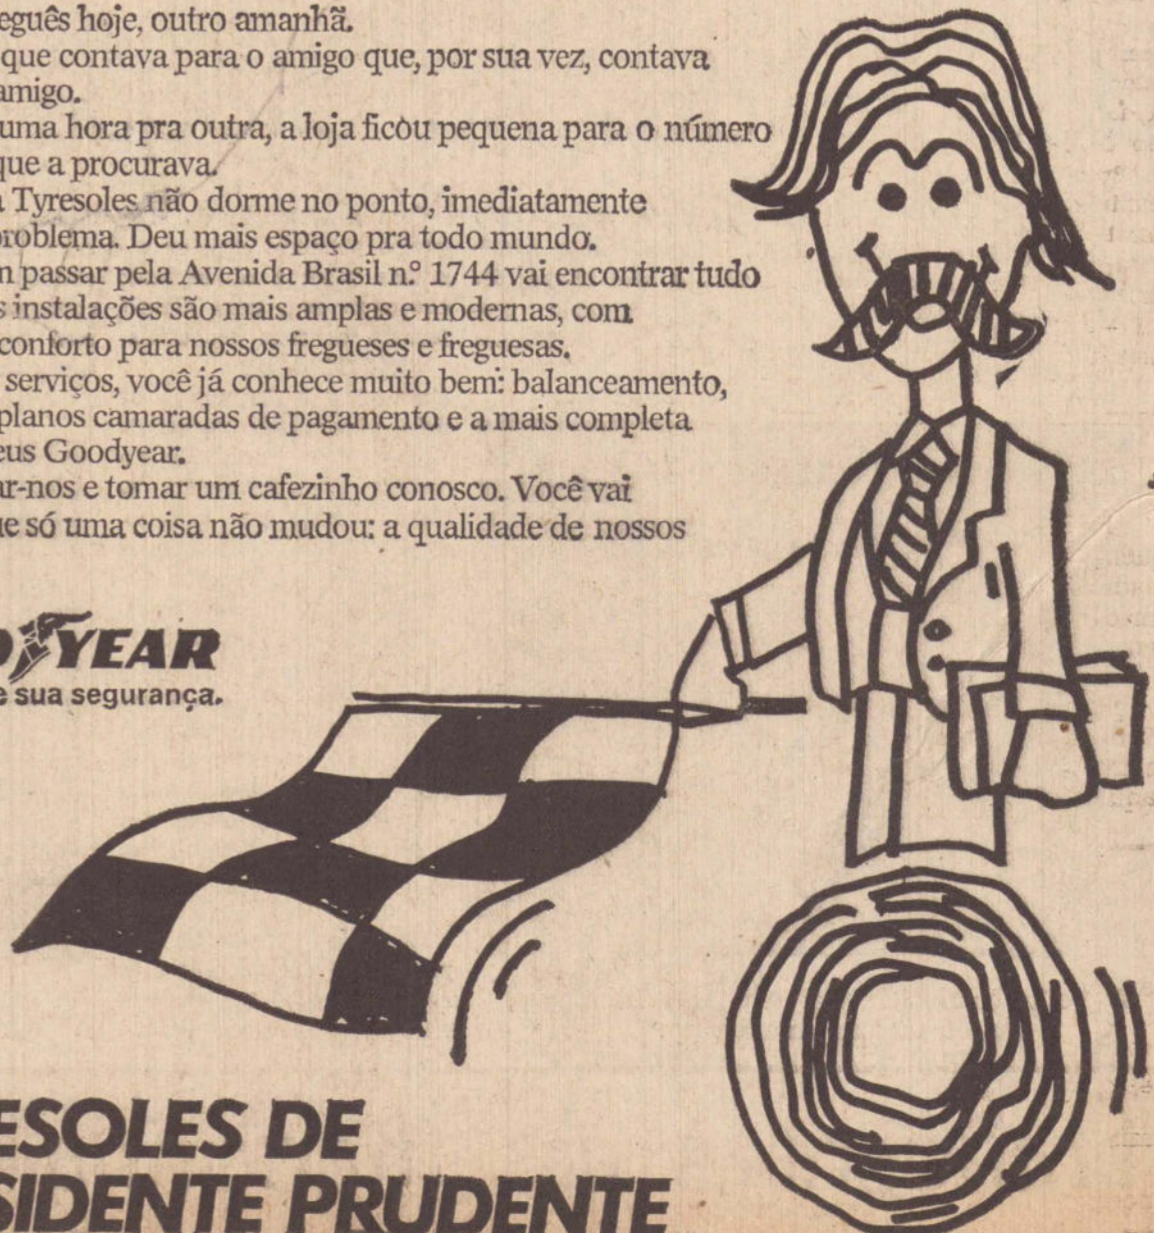 eguês hoje, outro amanhã.
que contava para o amigo que, por sua vez, contava
amigo.
uma hora pra outra, a loja ficou pequena para o número
que a procurava.
a Tyresoles não dorme no ponto, imediatamente
problema. Deu mais espaço pra todo mundo.
passar pela Avenida Brasil n.º 1744 vai encontrar tudo
s instalações são mais amplas e modernas, com
conforto para nossos fregueses e freguesas.
serviços, você já conhece muito bem: balanceamento,
planos camaradas de pagamento e a mais completa
eus Goodyear.
ar-nos e tomar um cafezinho conosco. Você vai
ue só uma coisa não mudou: a qualidade de nossos
YEAR
e sua segurança.
ESOLES DE
SIDENTE PRUDENTE